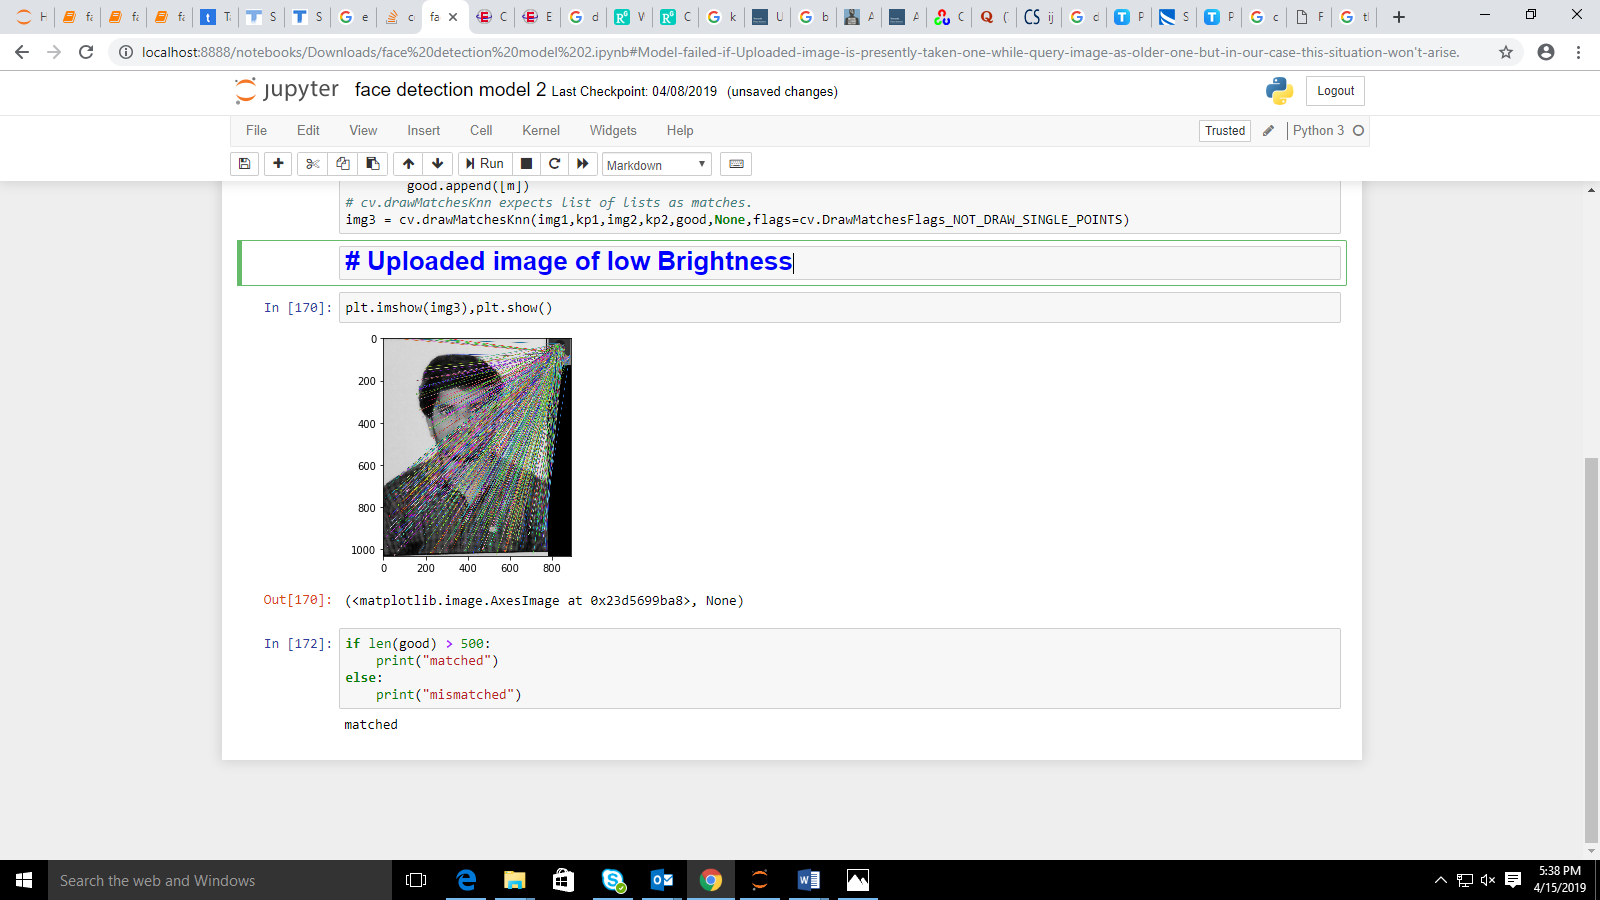 H
fa
fa
fa
T
S
S
e
c
fa
C
E
d
V
C
k
U
b
A
A
C
(
ij
d
P
S
P
c
F
tl
localhost:8888/notebooks/Downloads/face%20detection%20model%202.ipynb#Model-failed-if-Uploaded-image-is-presently-taken-one-while-query-image-as-older-one-but-in-our-case-this-situation-won't-arise.
jupyter face detection model 2 Last Checkpoint: 04/08/2019 (unsaved changes)
Logout
File Edit View Insert Cell Kernel Widgets Help
Trusted Python 3
Run Markdown
good.append([m])
# cv.drawMatchesKnn expects list of lists as matches.
img3 = cv.drawMatchesKnn(img1,kp1,img2,kp2,good,None,flags=cv.DrawMatchesFlags_NOT_DRAW_SINGLE_POINTS)
# Uploaded image of low Brightness
In [170]: plt.imshow(img3),plt.show()
0
200
400
600
800
1000
0 200 400 600 800
Out[170]: (<matplotlib.image.AxesImage at 0x23d5699ba8>, None)
In [172]: if len(good) > 500:
print("matched")
else:
print("mismatched")
matched
Search the web and Windows
5:38 PM
4/15/2019